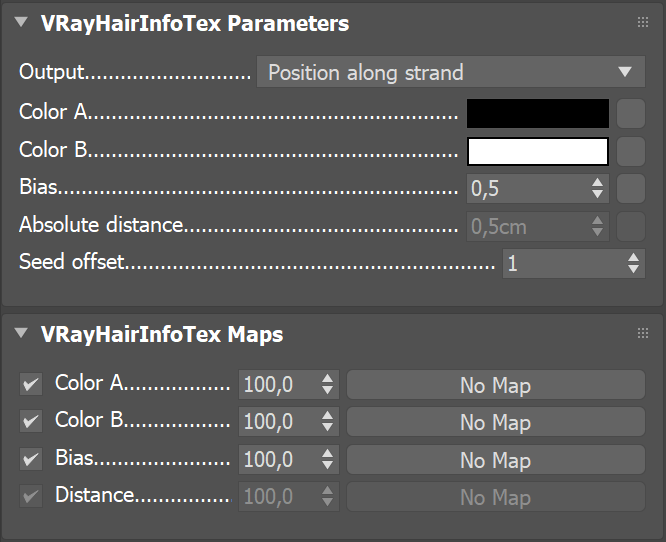 VRayHairInfoTex Parameters
Output............................ Position along strand
Color A..............................................................
Color B..............................................................
Bias................................................................... 0,5
Absolute distance.............................................. 0,5cm
Seed offset.............................................................. 1
VRayHairInfoTex Maps
Color A.................. 100,0 No Map
Color B.................. 100,0 No Map
Bias....................... 100,0 No Map
Distance................ 100,0 No Map